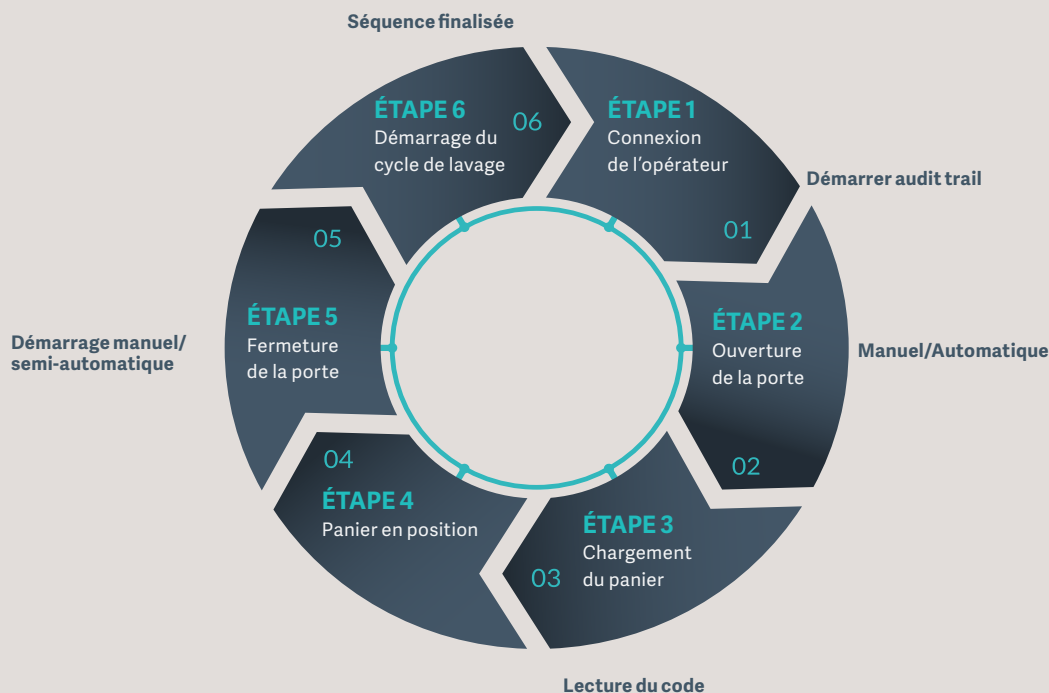 Séquence finalisée
ÉTAPE 1
Connexion
de l'opérateur
01
Démarrer audit trail
ÉTAPE 2
Ouverture
de la porte
02
Manuel/Automatique
ÉTAPE 3
Chargement
du panier
03
Lecture du code
04
ÉTAPE 4
Panier en position
05
ÉTAPE 5
Fermeture
de la porte
Démarrage manuel/
semi-automatique
ÉTAPE 6
Démarrage du
cycle de lavage
06